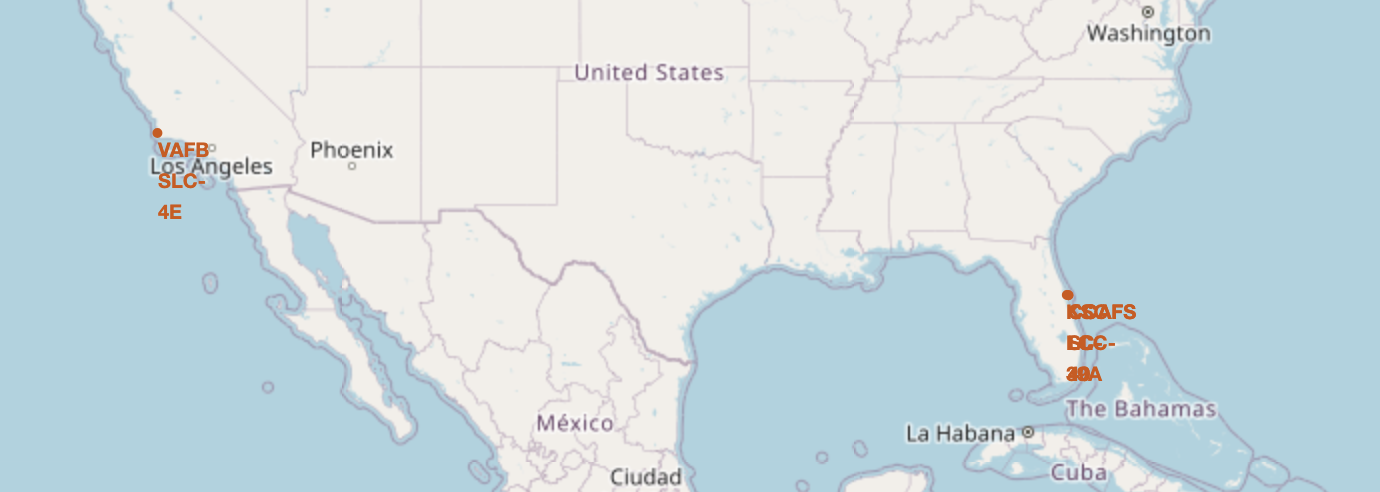 Washington
United States
Phoenix
VAFB
Los Angeles
SLC-
4E
México
The Bahamas
La Habana
Cuba
Ciudad